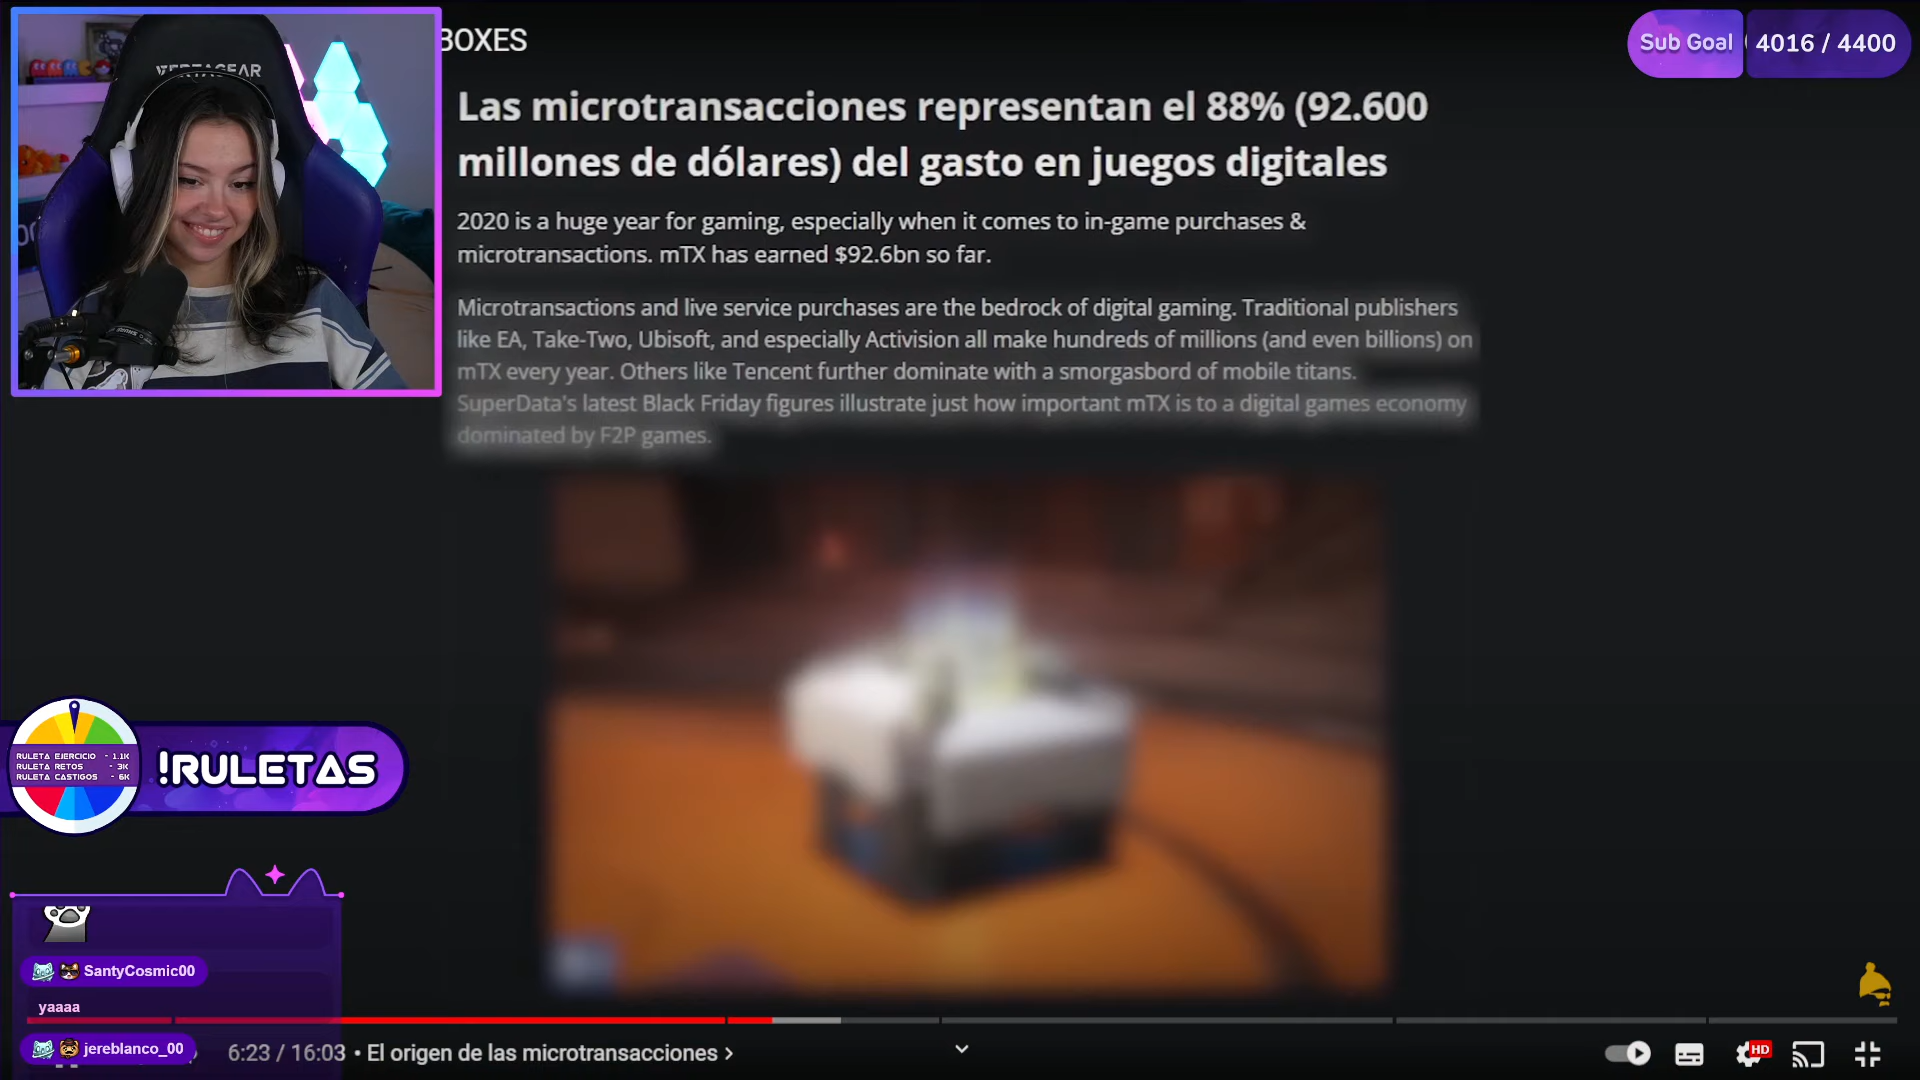 VERTAGEAR
BOXES
Sub Goal 4016 / 4400
Las microtransacciones representan el 88% (92.600
millones de dólares) del gasto en juegos digitales
2020 is a huge year for gaming, especially when it comes to in-game purchases &
microtransactions. mTX has earned $92.6bn so far.
Microtransactions and live service purchases are the bedrock of digital gaming. Traditional publishers
like EA, Take-Two, Ubisoft, and especially Activision all make hundreds of millions (and even billions) on
mTX every year. Others like Tencent further dominate with a smorgasbord of mobile titans.
SuperData's latest Black Friday figures illustrate just how important mTX is to a digital games economy
dominated by F2P games.
RULETA EJERCICIO - 1.1K
RULETA RETOS - 3K
RULETA CASTIGOS - 6K
!RULETAS
SantyCosmic00
yaaaa
jereblanco_00
6:23 / 16:03 • El origen de las microtransacciones
HD